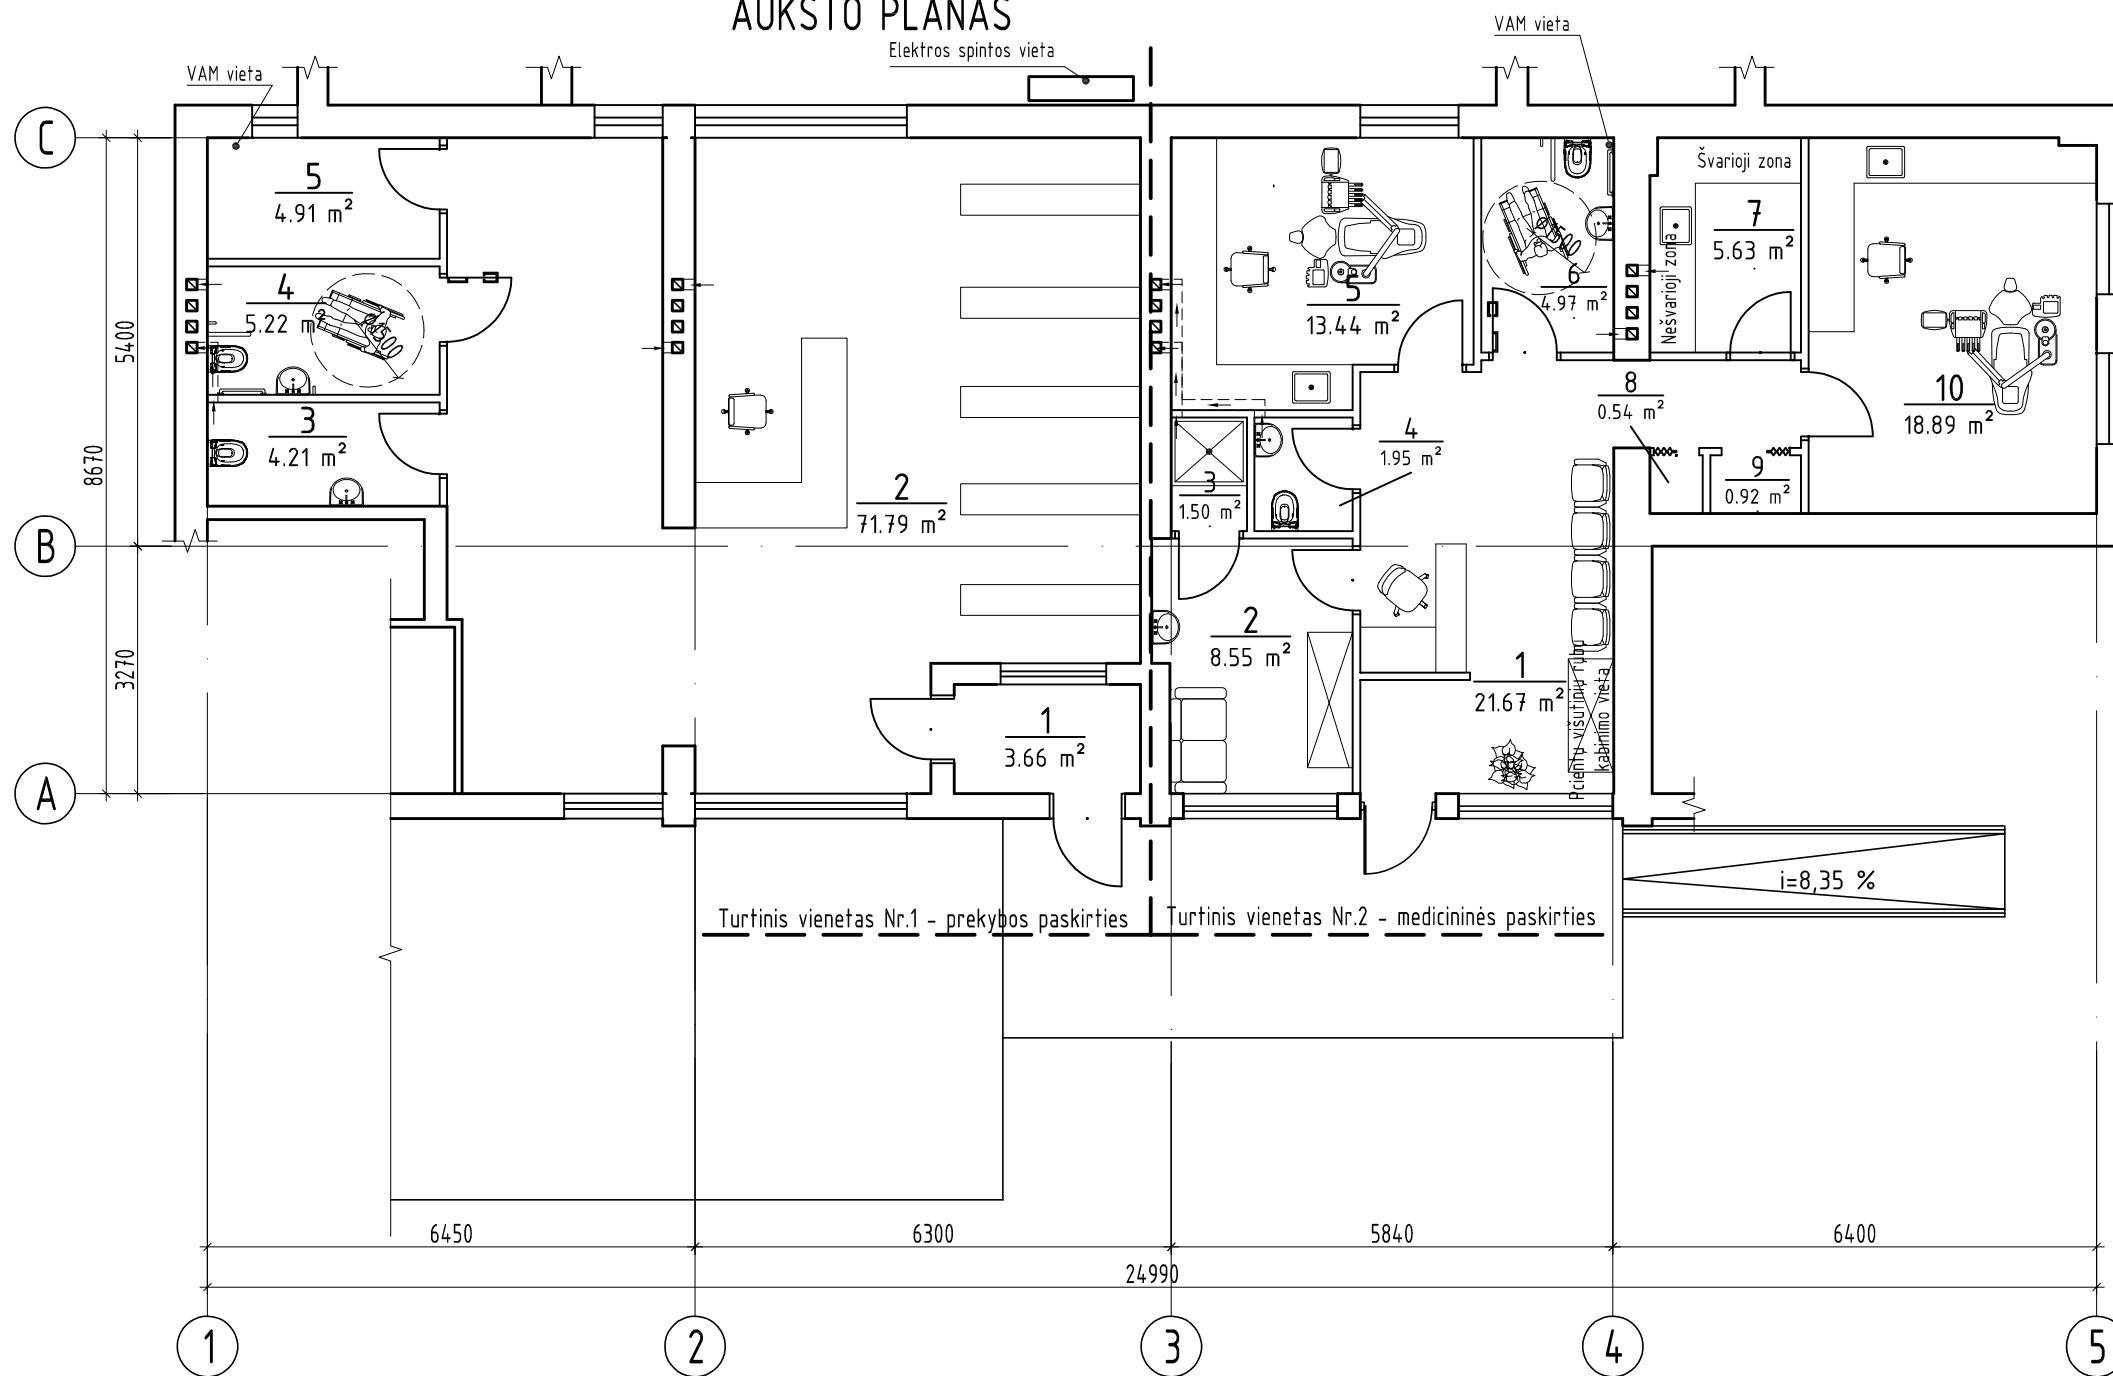 AUKŠTO PLANAS
VAM vieta
Elektros spintos vieta
VAM vieta
C
B
A
5400
8670
3270
5
4.91 m²
4
5.22 m²
1500
3
4.21 m²
2
71.79 m²
1
3.66 m²
5
13.44 m²
1500
6
4.97 m²
Švarioji zona
Nešvarioji zona
7
5.63 m²
8
0.54 m²
9
0.92 m²
10
18.89 m²
4
1.95 m²
3
1.50 m²
2
8.55 m²
1
21.67 m²
Pcientų višutinių rūbų
kabinimo vieta
i=8,35 %
Turtinis vienetas Nr.1 - prekybos paskirties
Turtinis vienetas Nr.2 - medicininės paskirties
6450
6300
5840
6400
24990
1
2
3
4
5